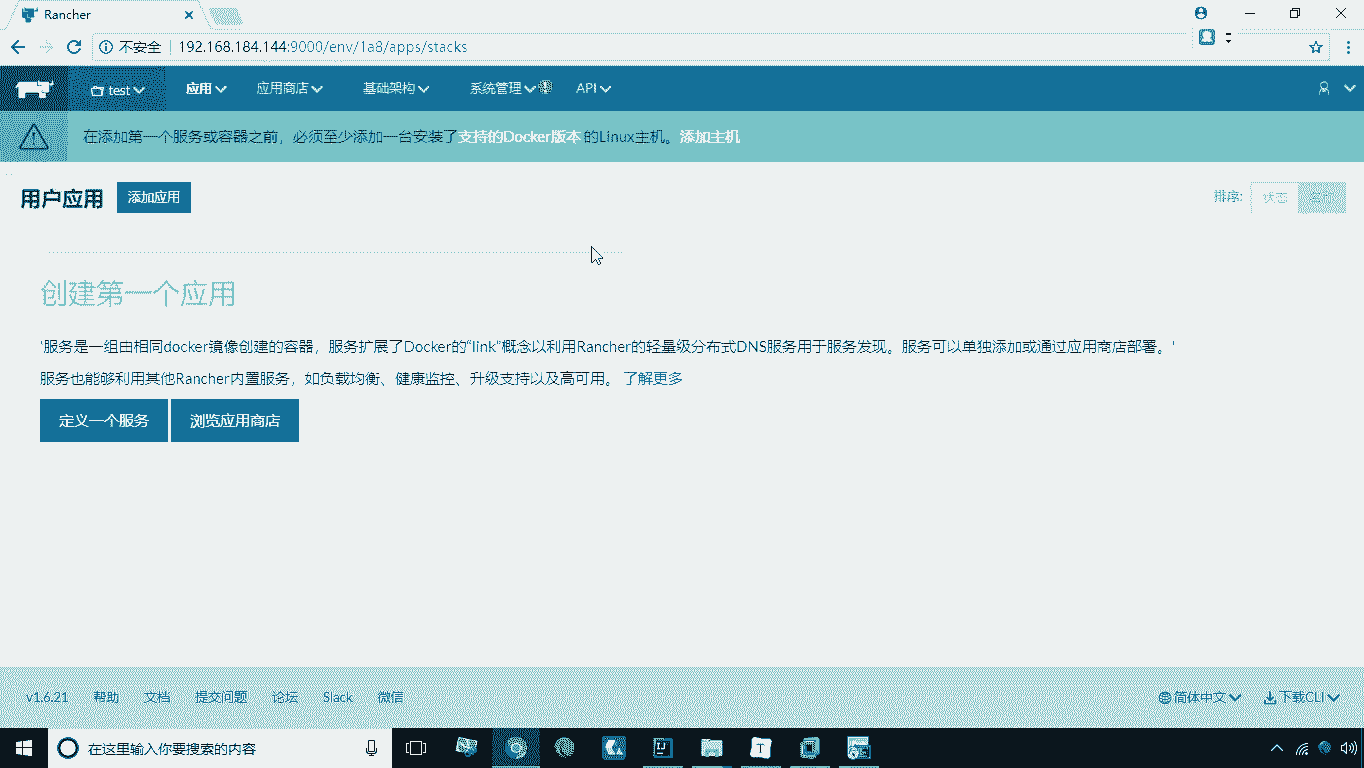 Rancher
不安全 192.168.184.144:9000/env/1a8/apps/stacks
test 应用 应用商店 基础架构 系统管理 API
在添加第一个服务或容器之前，必须至少添加一台安装了支持的Docker版本 的Linux主机。添加主机
用户应用 添加应用 排序: 状态 名称
创建第一个应用
'服务是一组由相同docker镜像创建的容器，服务扩展了Docker的“link”概念以利用Rancher的轻量级分布式DNS服务用于服务发现。服务可以单独添加或通过应用商店部署。'
服务也能够利用其他Rancher内置服务，如负载均衡、健康监控、升级支持以及高可用。 了解更多
定义一个服务 浏览应用商店
v1.6.21 帮助 文档 提交问题 论坛 Slack 微信 简体中文 下载CLI
在这里输入你要搜索的内容